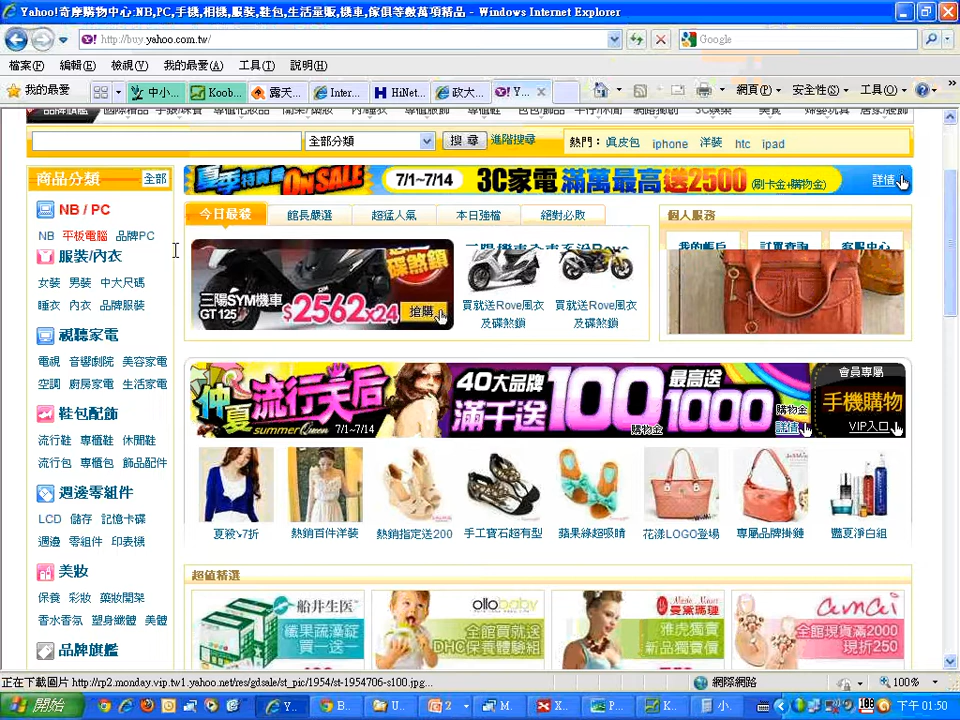 Yahoo!奇摩購物中心:NB,PC,手機,相機,服裝,鞋包,生活量販,機車,傢俱等數萬項精品 - Windows Internet Explorer
http://buy.yahoo.com.tw/
Google
檔案(F) 編輯(E) 檢視(V) 我的最愛(A) 工具(T) 說明(H)
我的最愛
中小... Koob... 露天... Inter... HiNet... 政大... Y...
網頁(P) 安全性(S) 工具(O)
全部分類 搜尋 進階搜尋 熱門： 真皮包 iphone 洋裝 htc ipad
商品分類 全部
夏季特賣會 ON SALE 7/1~7/14 3C家電滿萬最高送2500(刷卡金+購物金) 詳情
NB / PC
NB 平板電腦 品牌PC
服裝/內衣
女裝 男裝 中大尺碼
睡衣 內衣 品牌服裝
視聽家電
電視 音響劇院 美容家電
空調 廚房家電 生活家電
鞋包配飾
流行鞋 專櫃鞋 休閒鞋
流行包 專櫃包 飾品配件
週邊零組件
LCD 儲存 記憶卡碟
週邊 零組件 印表機
美妝
保養 彩妝 藥妝開架
香水香氛 塑身纖體 美體
品牌旗艦
今日最殺 館長嚴選 超猛人氣 本日強檔 絕對必敗
碟煞鎖
三陽SYM機車
GT 125
$2562x24
搶購
買就送Rove風衣及碟煞鎖
買就送Rove風衣及碟煞鎖
個人服務
我的帳戶 訂單查詢 客服中心
仲夏流行天后
summer Queen 7/1~7/14
40大品牌
滿千送100
購物金
最高送
1000
購物金
詳情
會員專屬
手機購物
VIP入口
夏殺↘7折
熱銷百件洋裝
熱銷指定送200
手工寶石超有型
蘋果綠超吸睛
花漾LOGO登場
專屬品牌掛鏈
豔夏淨白組
超值精選
船井生医
纖果蔬藻錠
買一送一
ollobaby
全館買就送
DHC保養體驗組
曼黛瑪璉
雅虎獨賣
新品獨賣價
amai
全館現貨滿2000
現折250
正在下載圖片 http://rp2.monday.vip.tw1.yahoo.net/res/gdsale/st_pic/1954/st-1954706-s100.jpg...
網際網路
100%
開始
Y... B... U... 2 M... X... P... K... 小...
100
下午 01:50